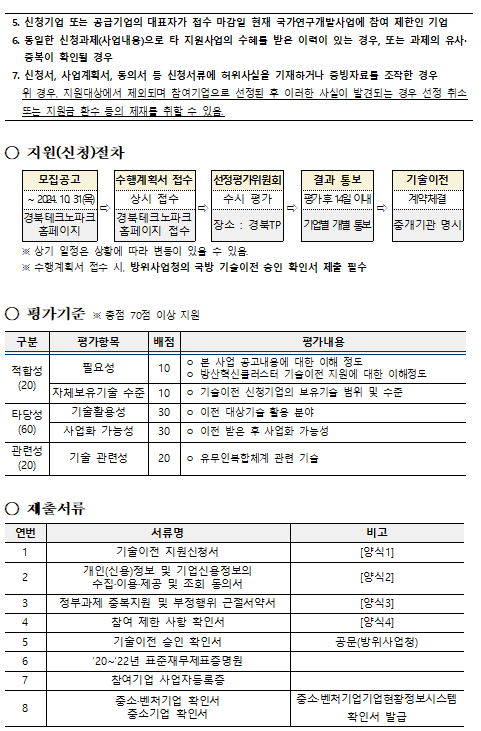 5. 신청기업 또는 공급기업의 대표자가 접수 마감일 현재 국가연구개발사업에 참여 제한인 기업
6. 동일한 신청과제(사업내용)으로 타 지원사업의 수혜를 받은 이력이 있는 경우, 또는 과제의 유사·
중복이 확인될 경우
7. 신청서, 사업계획서, 동의서 등 신청서류에 허위사실을 기재하거나 증빙자료를 조작한 경우
위 경우, 지원대상에서 제외되며 참여기업으로 선정된 후 이러한 사실이 발견되는 경우 선정 취소
또는 지원금 환수 등의 제재를 취할 수 있음.
○ 지원(신청)절차
모집공고 수행계획서 접수 선정평가위원회 결과 통보 기술이전
~ 2024. 10. 31(목) 상시 접수 수시 평가 평가 후 14일 이내 계약체결
경북테크노파크 홈페이지 경북테크노파크 홈페이지 접수 장소 : 경북TP 기업별 개별 통보 중개기관 명시
※ 상기 일정은 상황에 따라 변동이 있을 수 있음.
※ 수행계획서 접수 시, 방위사업청의 국방 기술이전 승인 확인서 제출 필수
○ 평가기준 ※ 총점 70점 이상 지원
구분 평가항목 배점 평가내용
적합성 (20) 필요성 10 ○ 본 사업 공고내용에 대한 이해 정도
○ 방산혁신클러스터 기술이전 지원에 대한 이해정도
자체보유기술 수준 10 ○ 기술이전 신청기업의 보유기술 범위 및 수준
타당성 (60) 기술활용성 30 ○ 이전 대상기술 활용 분야
사업화 가능성 30 ○ 이전 받은 후 사업화 가능성
관련성 (20) 기술 관련성 20 ○ 유무인복합체계 관련 기술
○ 제출서류
연번 서류명 비고
1 기술이전 지원신청서 [양식1]
2 개인(신용)정보 및 기업신용정보의 수집·이용·제공 및 조회 동의서 [양식2]
3 정부과제 중복지원 및 부정행위 근절서약서 [양식3]
4 참여 제한 사항 확인서 [양식4]
5 기술이전 승인 확인서 공문(방위사업청)
6 '20~'22년 표준재무제표증명원
7 참여기업 사업자등록증
8 중소·벤처기업 확인서 중소·벤처기업기업현황정보시스템
중소기업 확인서 확인서 발급